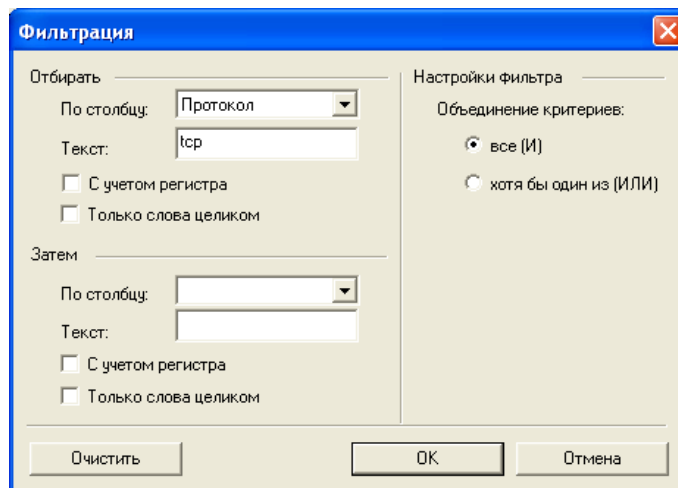 Фильтрация
Отбирать
По столбцу: Протокол
Текст: tcp
С учетом регистра
Только слова целиком
Затем
По столбцу:
Текст:
С учетом регистра
Только слова целиком
Настройки фильтра
Объединение критериев:
все (И)
хотя бы один из (ИЛИ)
Очистить
OK
Отмена